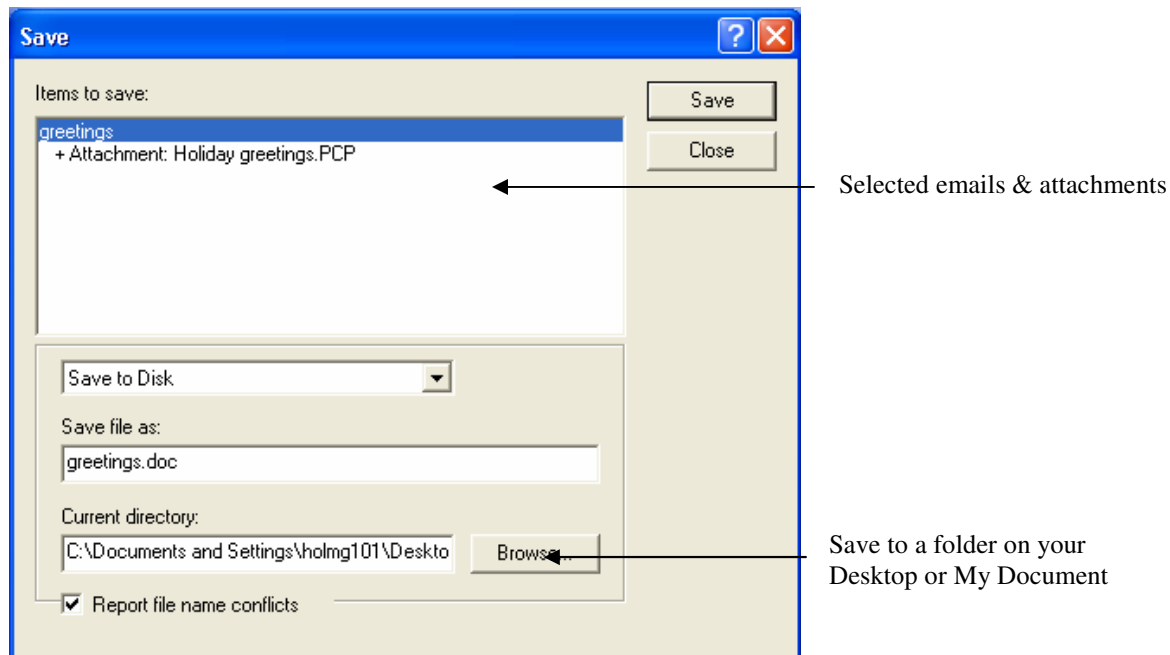 Save
Items to save:
Save
greetings
+ Attachment: Holiday greetings.PCP
Close
Selected emails & attachments
Save to Disk
Save file as:
greetings.doc
Current directory:
C:\Documents and Settings\holmg101\Deskto
Browse...
Save to a folder on your
Desktop or My Document
Report file name conflicts